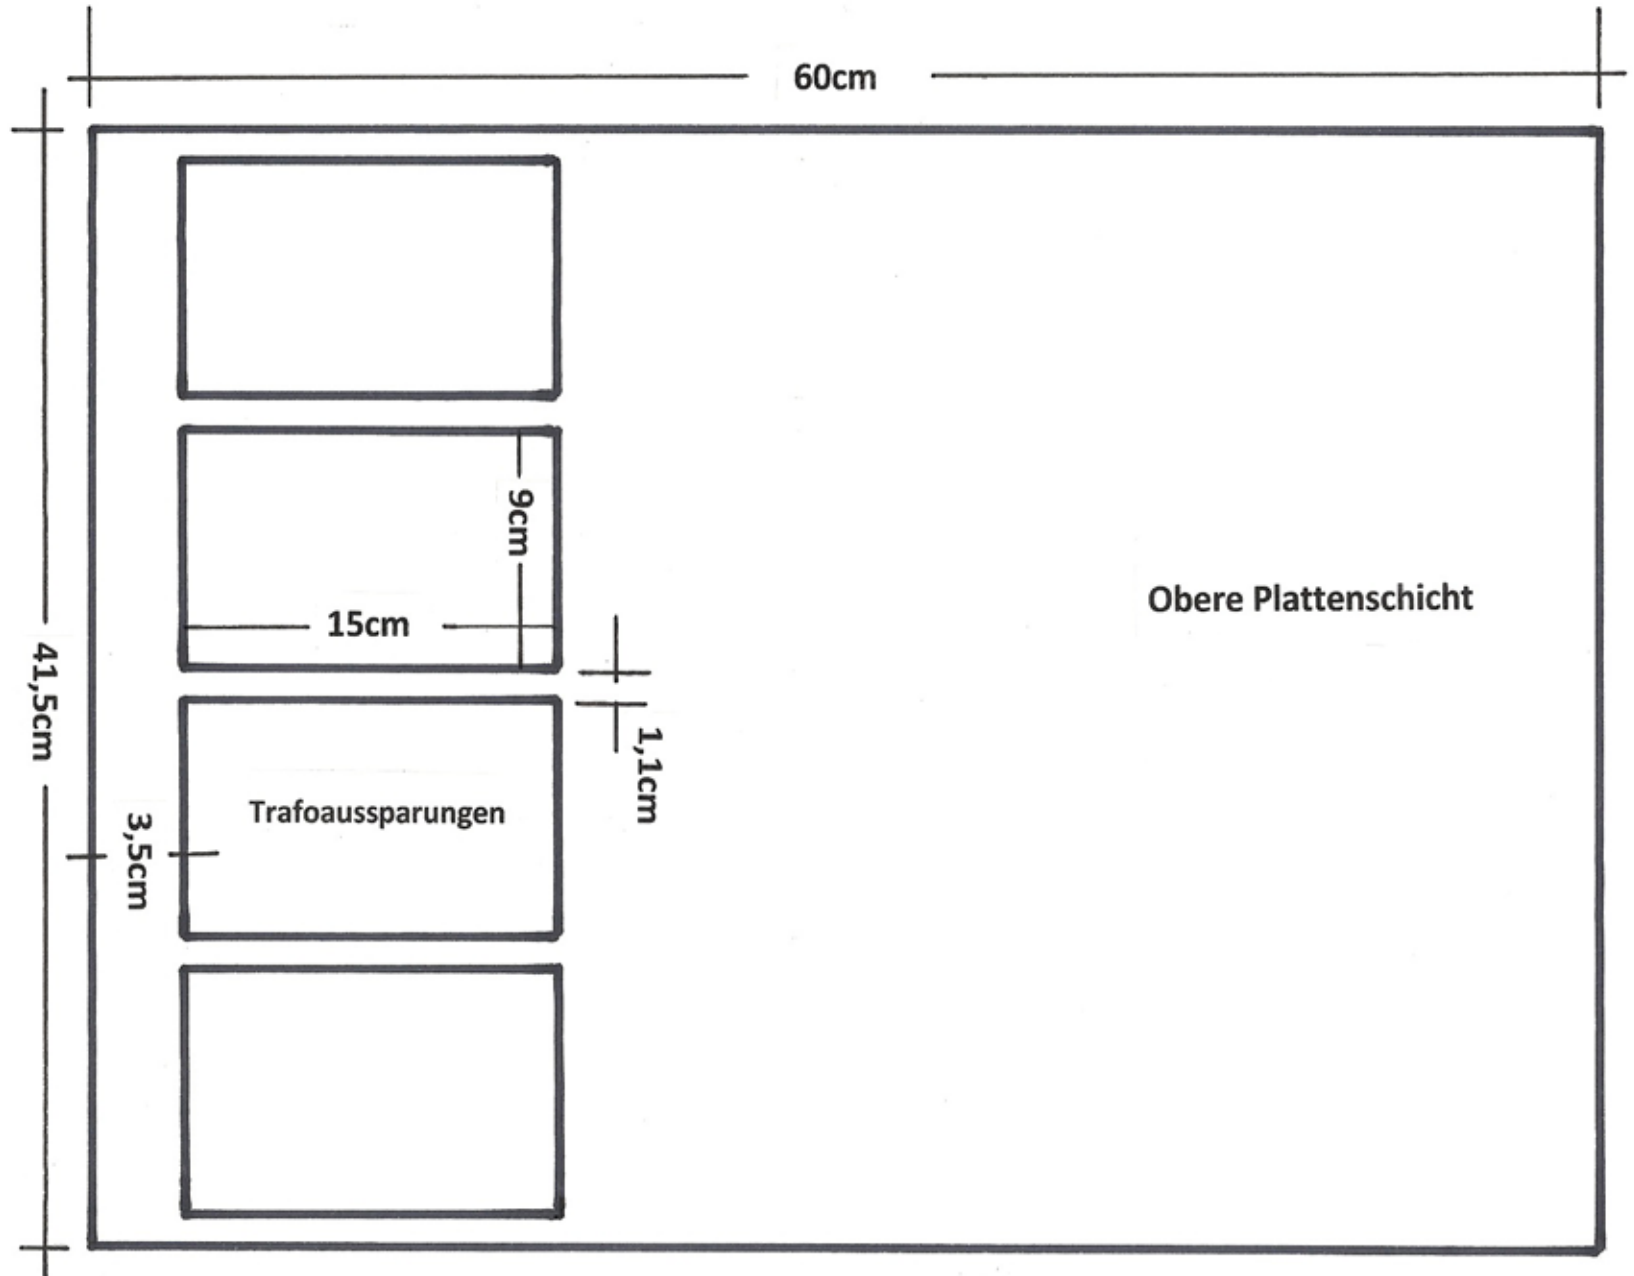 60cm
9cm
15cm
Obere Plattenschicht
41,5cm
1,1cm
Trafoaussparungen
3,5cm